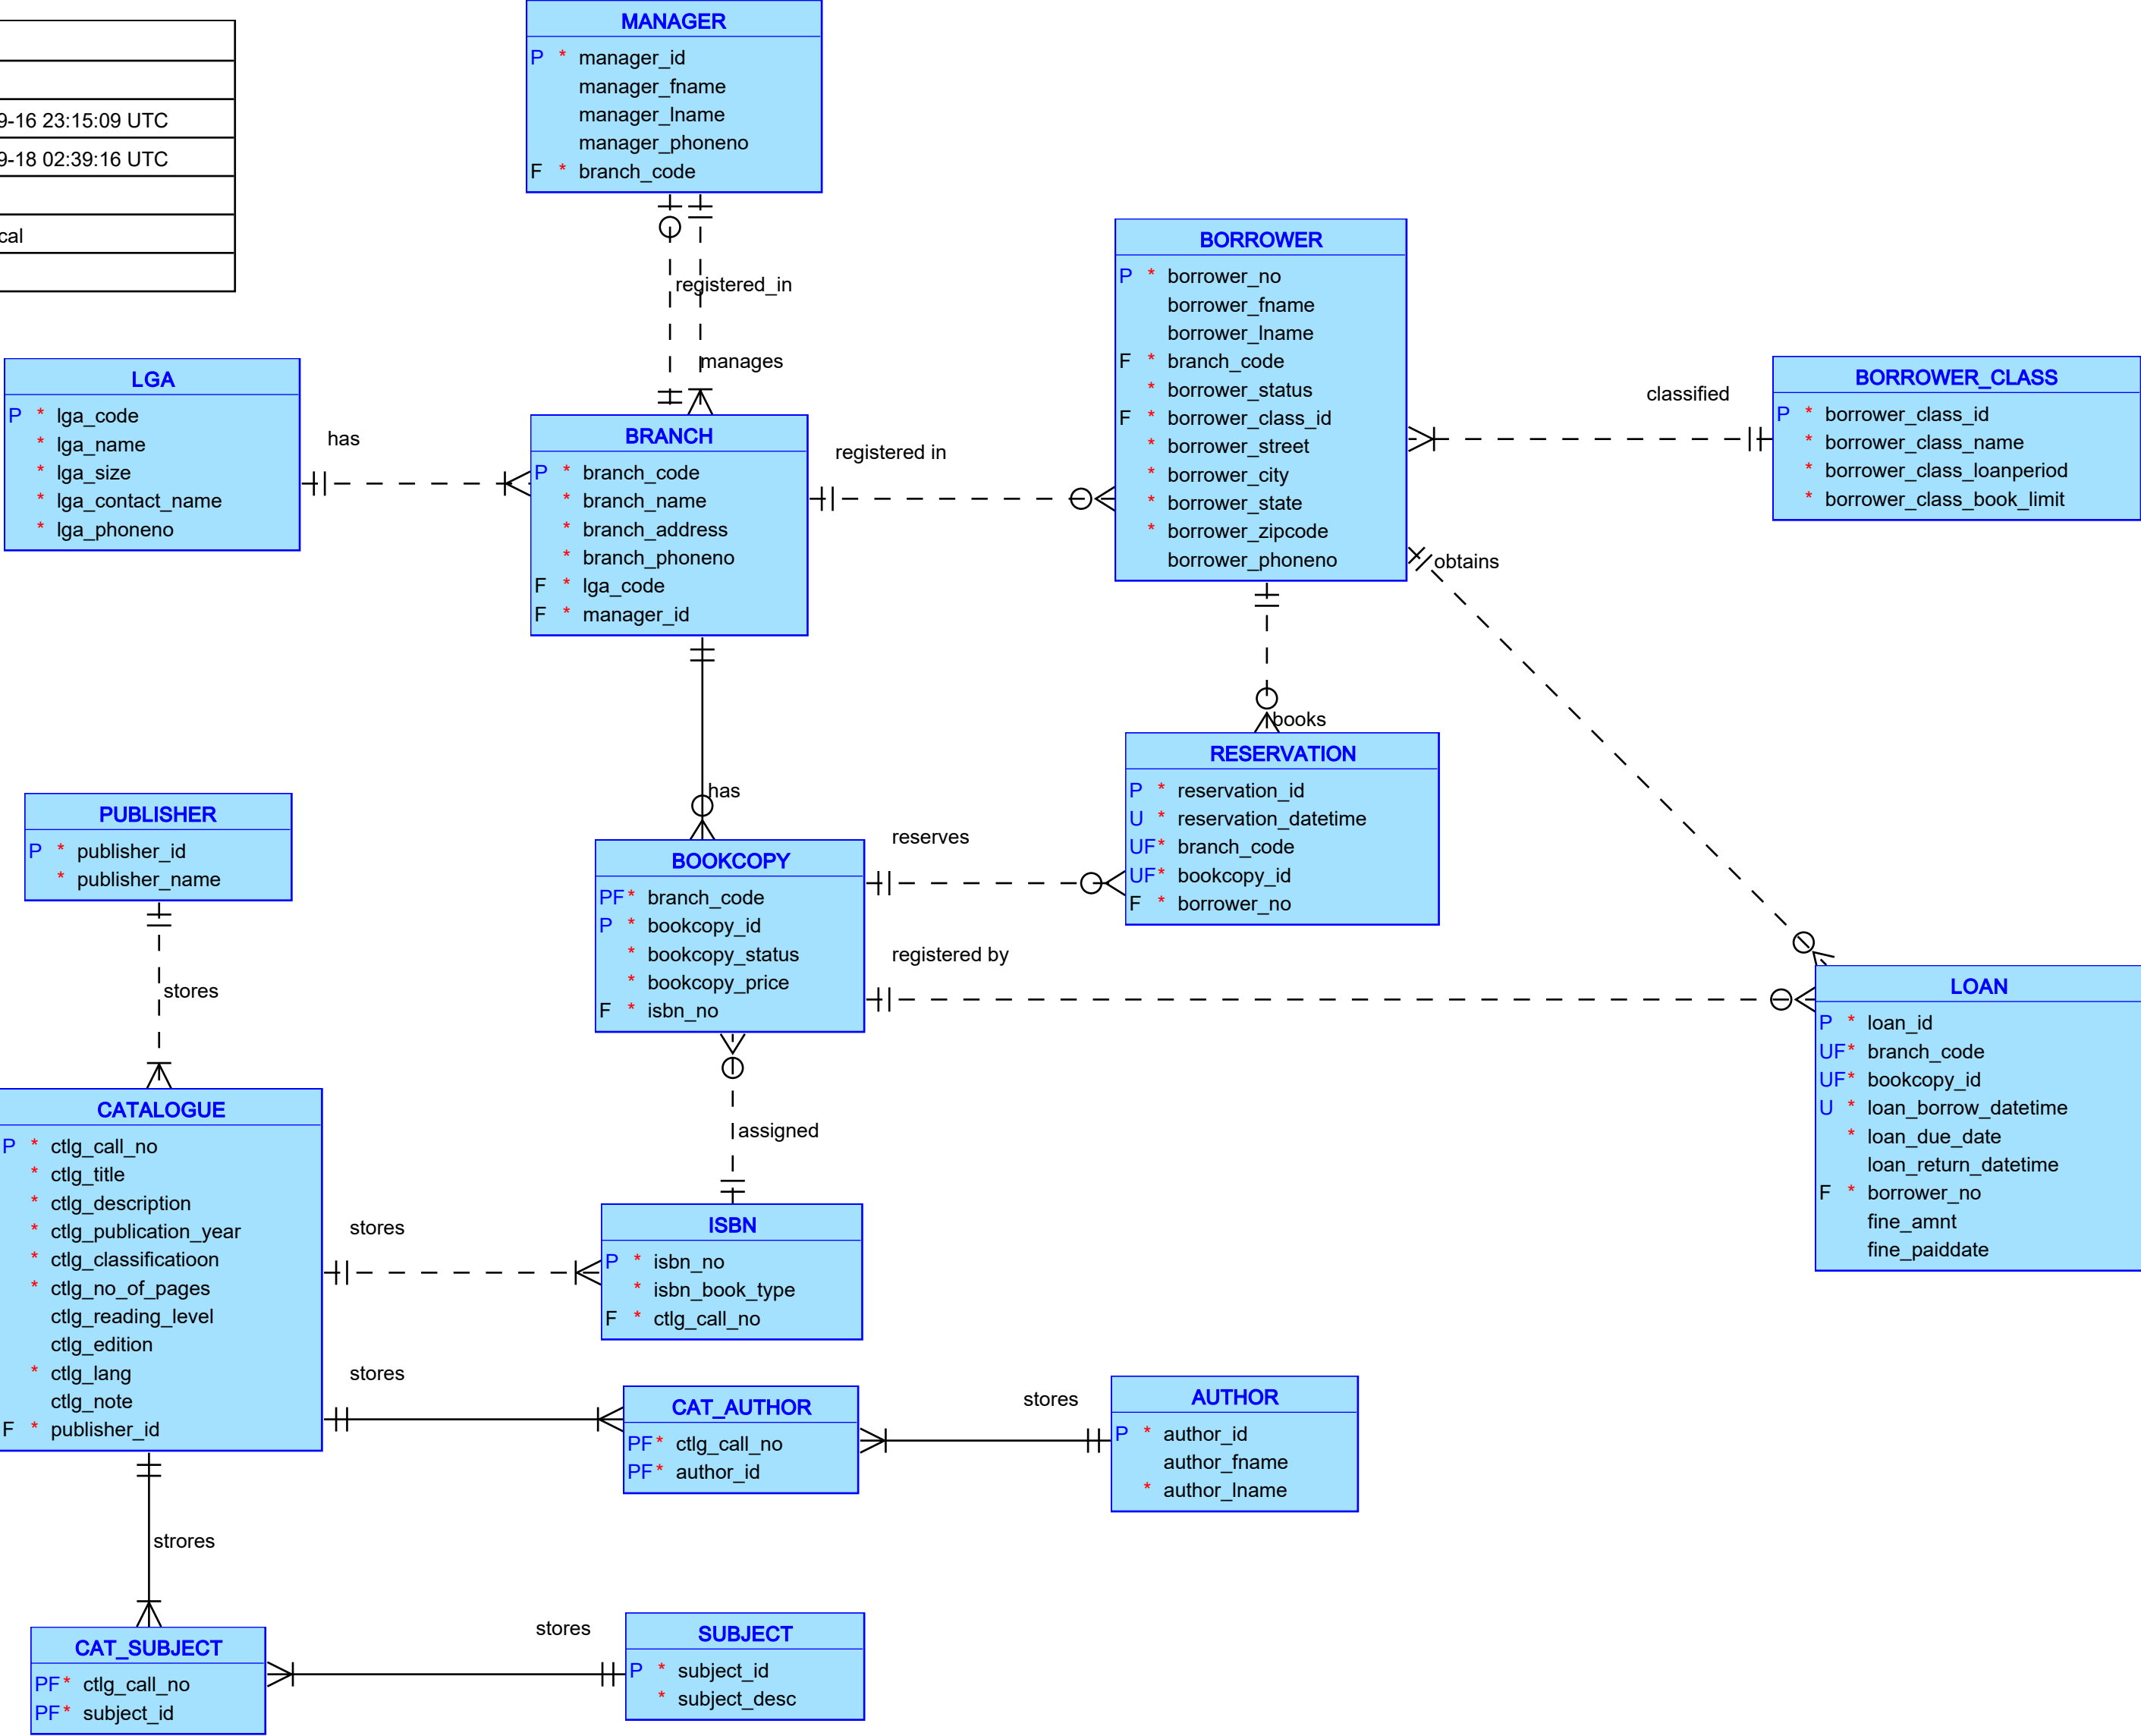 9-16 23:15:09 UTC
9-18 02:39:16 UTC
cal
MANAGER
P * manager_id
manager_fname
manager_lname
manager_phoneno
F * branch_code
registered_in
manages
LGA
P * lga_code
* lga_name
* lga_size
* lga_contact_name
* lga_phoneno
has
BRANCH
P * branch_code
* branch_name
* branch_address
* branch_phoneno
F * lga_code
F * manager_id
registered in
BORROWER
P * borrower_no
borrower_fname
borrower_lname
F * branch_code
* borrower_status
F * borrower_class_id
* borrower_street
* borrower_city
* borrower_state
* borrower_zipcode
borrower_phoneno
classified
BORROWER_CLASS
P * borrower_class_id
* borrower_class_name
* borrower_class_loanperiod
* borrower_class_book_limit
obtains
books
has
RESERVATION
P * reservation_id
U * reservation_datetime
UF* branch_code
UF* bookcopy_id
F * borrower_no
PUBLISHER
P * publisher_id
* publisher_name
stores
BOOKCOPY
PF* branch_code
P * bookcopy_id
* bookcopy_status
* bookcopy_price
F * isbn_no
reserves
registered by
LOAN
P * loan_id
UF* branch_code
UF* bookcopy_id
U * loan_borrow_datetime
* loan_due_date
loan_return_datetime
F * borrower_no
fine_amnt
fine_paiddate
assigned
CATALOGUE
P * ctlg_call_no
* ctlg_title
* ctlg_description
* ctlg_publication_year
* ctlg_classificatioon
* ctlg_no_of_pages
ctlg_reading_level
ctlg_edition
* ctlg_lang
ctlg_note
F * publisher_id
stores
ISBN
P * isbn_no
* isbn_book_type
F * ctlg_call_no
stores
CAT_AUTHOR
PF* ctlg_call_no
PF* author_id
stores
AUTHOR
P * author_id
author_fname
* author_lname
strores
CAT_SUBJECT
PF* ctlg_call_no
PF* subject_id
stores
SUBJECT
P * subject_id
* subject_desc